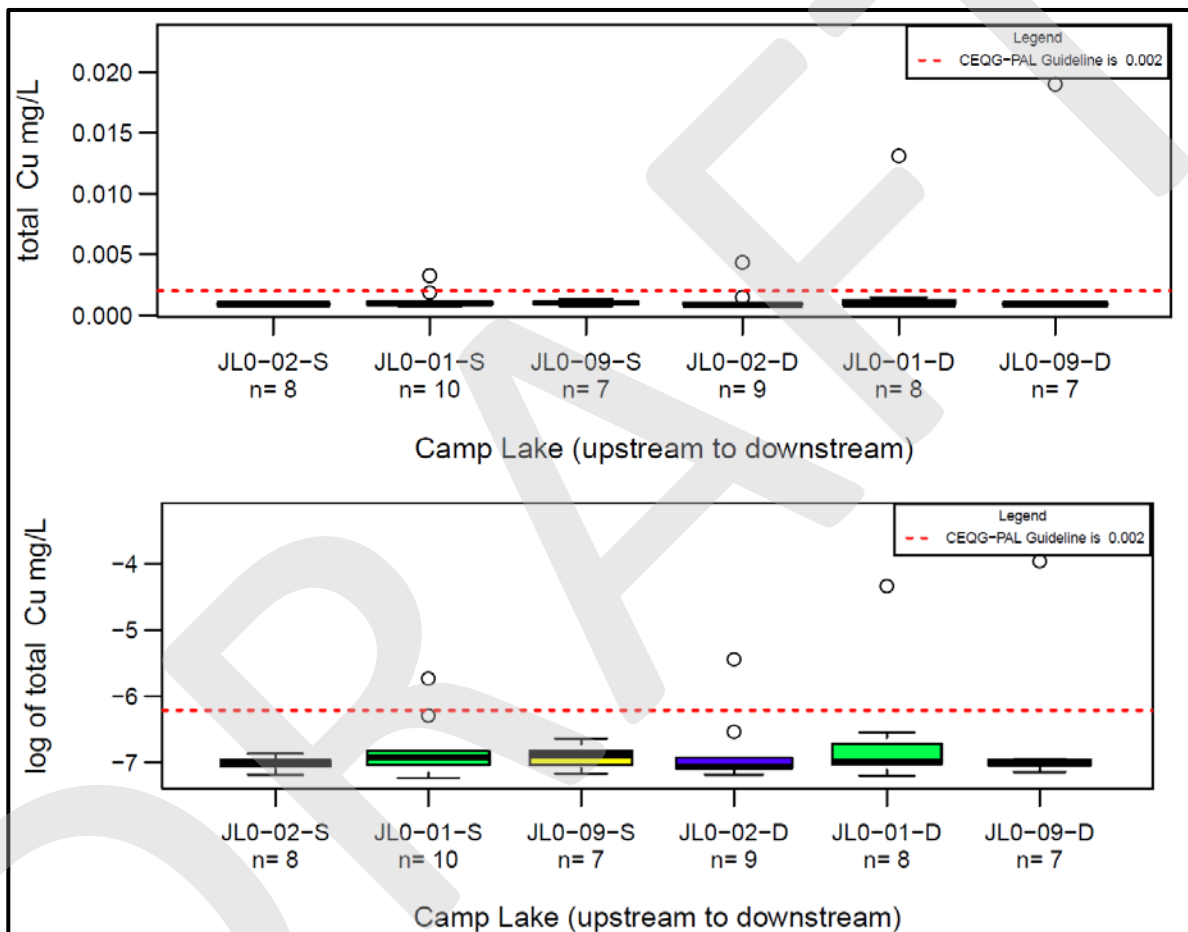 Legend
CEQG-PAL Guideline is 0.002
total Cu mg/L
0.020
0.015
0.010
0.005
0.000
JL0-02-S JL0-01-S JL0-09-S JL0-02-D JL0-01-D JL0-09-D
n= 8 n= 10 n= 7 n= 9 n= 8 n= 7
Camp Lake (upstream to downstream)
Legend
CEQG-PAL Guideline is 0.002
log of total Cu mg/L
-4
-5
-6
-7
JL0-02-S JL0-01-S JL0-09-S JL0-02-D JL0-01-D JL0-09-D
n= 8 n= 10 n= 7 n= 9 n= 8 n= 7
Camp Lake (upstream to downstream)
DRAFT